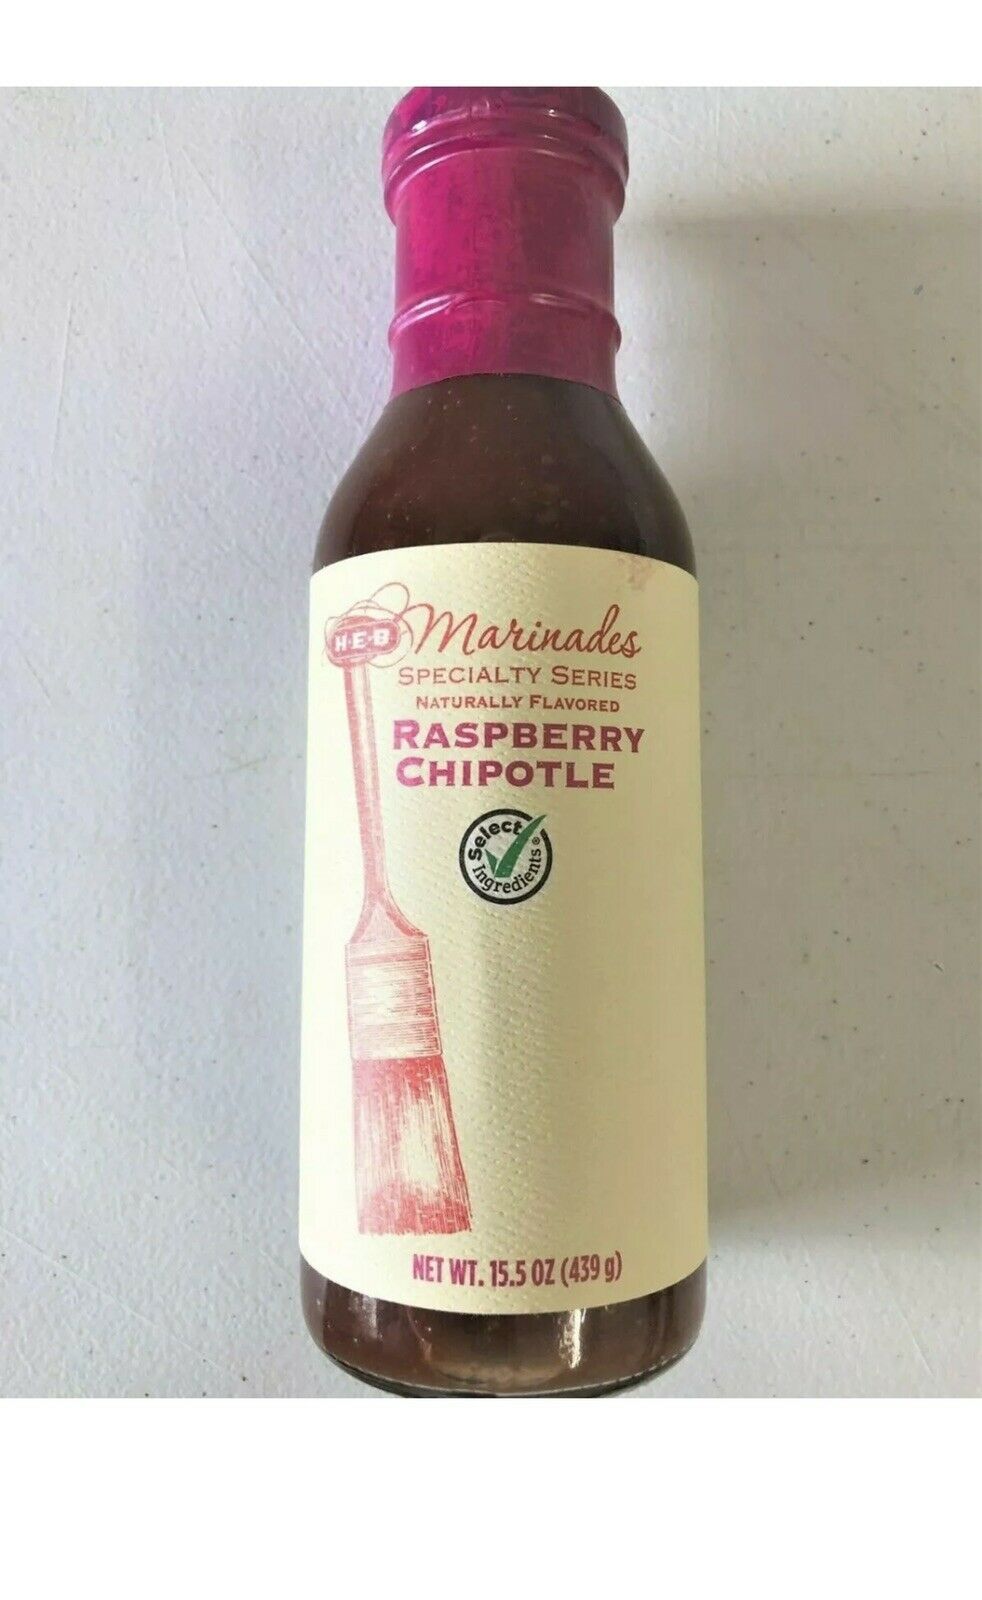 H-E-B Marinades
SPECIALTY SERIES
NATURALLY FLAVORED
RASPBERRY
CHIPOTLE
Select
Ingredients®
NET WT. 15.5 OZ (439 g)